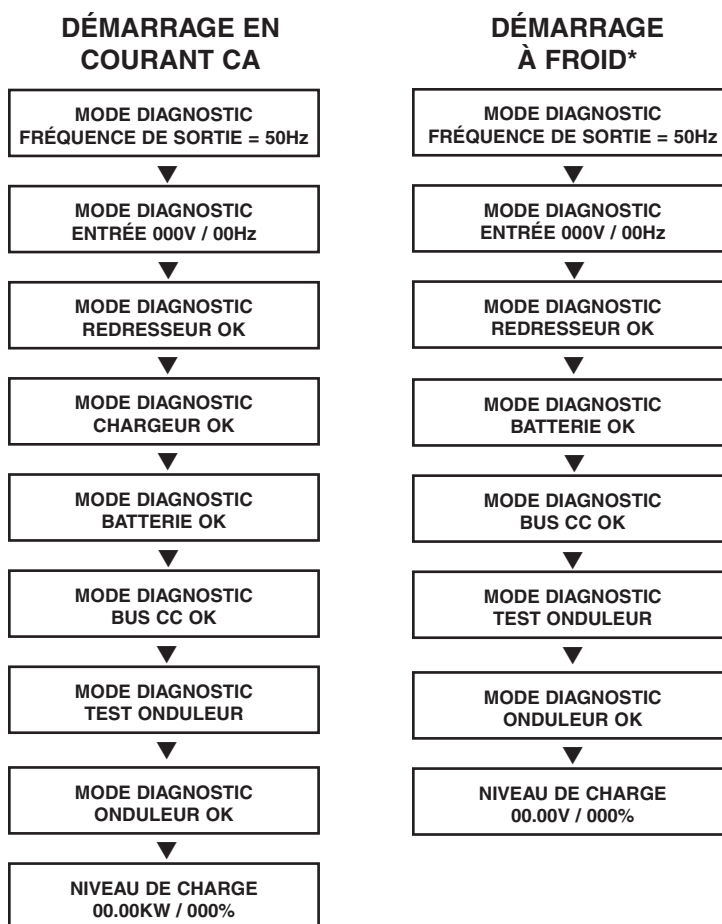 DÉMARRAGE EN
COURANT CA
MODE DIAGNOSTIC
FRÉQUENCE DE SORTIE = 50Hz
MODE DIAGNOSTIC
ENTRÉE 000V / 00Hz
MODE DIAGNOSTIC
REDRESSEUR OK
MODE DIAGNOSTIC
CHARGEUR OK
MODE DIAGNOSTIC
BATTERIE OK
MODE DIAGNOSTIC
BUS CC OK
MODE DIAGNOSTIC
TEST ONDULEUR
MODE DIAGNOSTIC
ONDULEUR OK
NIVEAU DE CHARGE
00.00KW / 000%
DÉMARRAGE
À FROID*
MODE DIAGNOSTIC
FRÉQUENCE DE SORTIE = 50Hz
MODE DIAGNOSTIC
ENTRÉE 000V / 00Hz
MODE DIAGNOSTIC
REDRESSEUR OK
MODE DIAGNOSTIC
BATTERIE OK
MODE DIAGNOSTIC
BUS CC OK
MODE DIAGNOSTIC
TEST ONDULEUR
MODE DIAGNOSTIC
ONDULEUR OK
NIVEAU DE CHARGE
00.00V / 000%